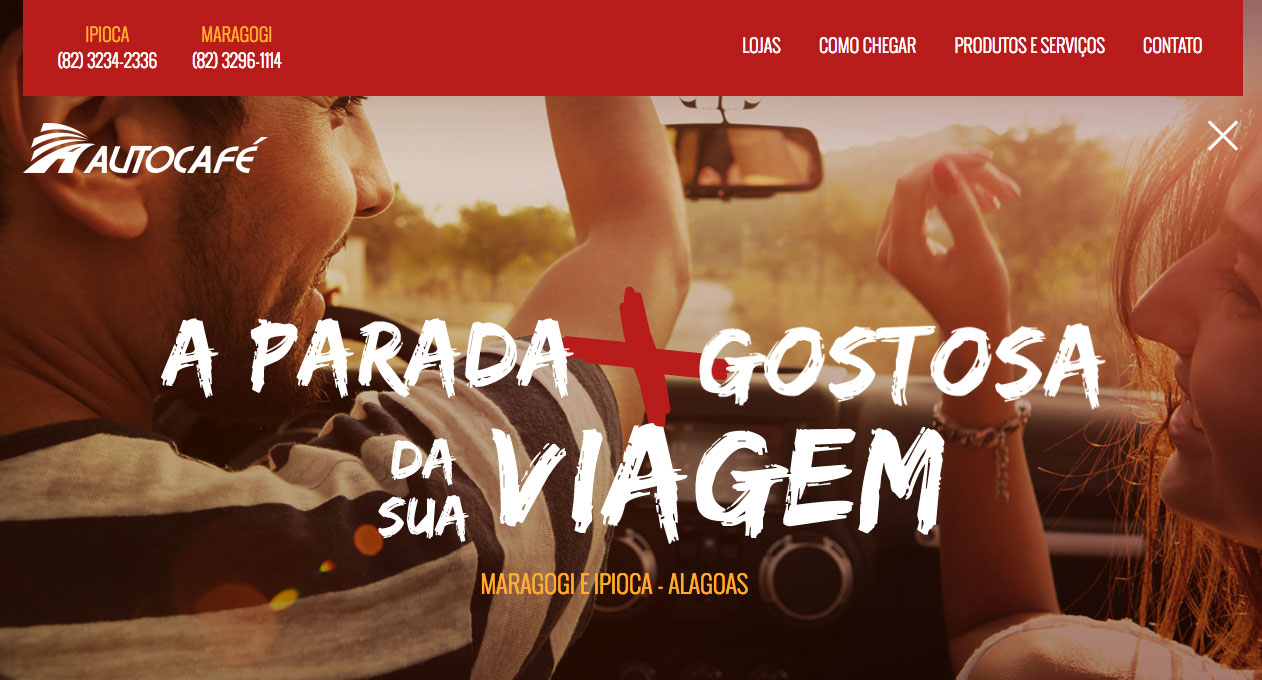 IPIOCA
(82) 3234-2336
MARAGOGI
(82) 3296-1114
LOJAS
COMO CHEGAR
PRODUTOS E SERVIÇOS
CONTATO
AUTOCAFÉ
A PARADA + GOSTOSA
DA SUA VIAGEM
MARAGOGI E IPIOCA - ALAGOAS